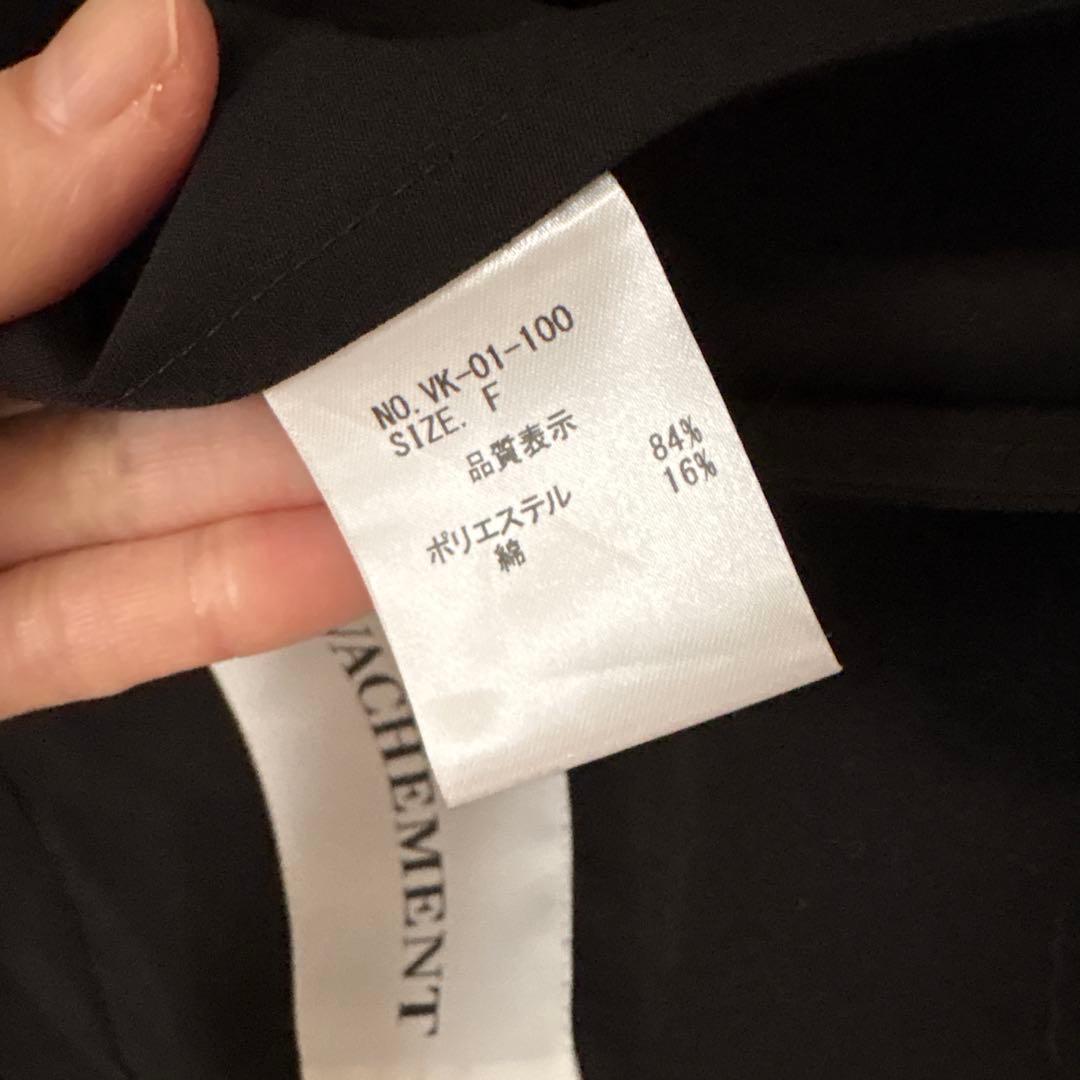 NO. VK-01-100
SIZE. F
品質表示
ポリエステル 84%
綿 16%
VACHEMENT